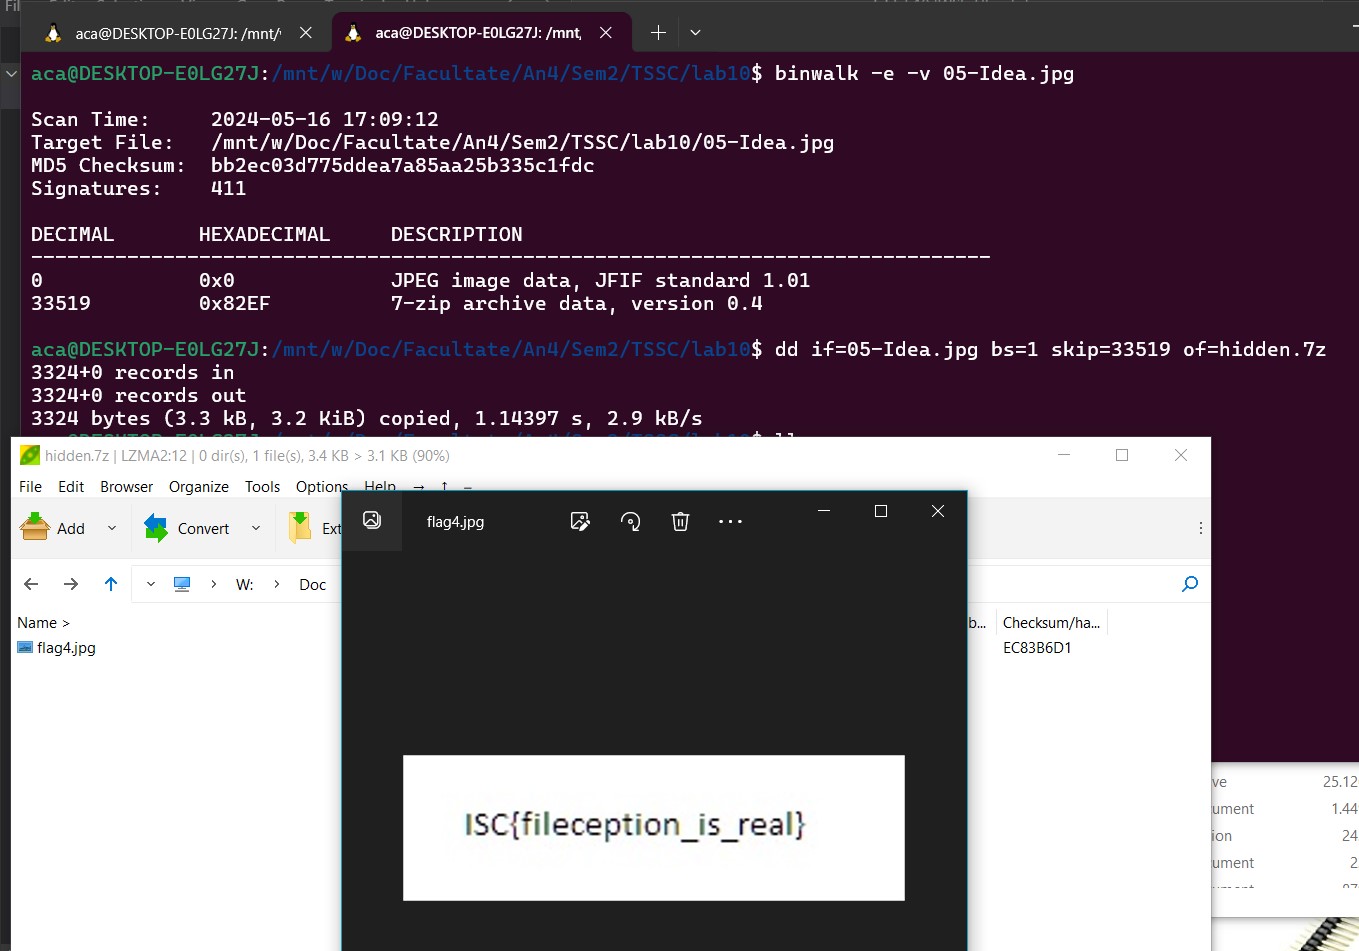 aca@DESKTOP-E0LG27J: /mnt/
aca@DESKTOP-E0LG27J: /mnt,
aca@DESKTOP-E0LG27J:/mnt/w/Doc/Facultate/An4/Sem2/TSSC/lab10$ binwalk -e -v 05-Idea.jpg
Scan Time: 2024-05-16 17:09:12
Target File: /mnt/w/Doc/Facultate/An4/Sem2/TSSC/lab10/05-Idea.jpg
MD5 Checksum: bb2ec03d775ddea7a85aa25b335c1fdc
Signatures: 411
DECIMAL HEXADECIMAL DESCRIPTION
--------------------------------------------------------------------------------
0 0x0 JPEG image data, JFIF standard 1.01
33519 0x82EF 7-zip archive data, version 0.4
aca@DESKTOP-E0LG27J:/mnt/w/Doc/Facultate/An4/Sem2/TSSC/lab10$ dd if=05-Idea.jpg bs=1 skip=33519 of=hidden.7z
3324+0 records in
3324+0 records out
3324 bytes (3.3 kB, 3.2 KiB) copied, 1.14397 s, 2.9 kB/s
hidden.7z | LZMA2:12 | 0 dir(s), 1 file(s), 3.4 KB > 3.1 KB (90%)
File Edit Browser Organize Tools Options Help
Add Convert Ext
flag4.jpg
W: > Doc
Name > b... Checksum/ha...
flag4.jpg EC83B6D1
ISC{fileception_is_real}
ve 25.12
ument 1.44
ion 24
ument 2